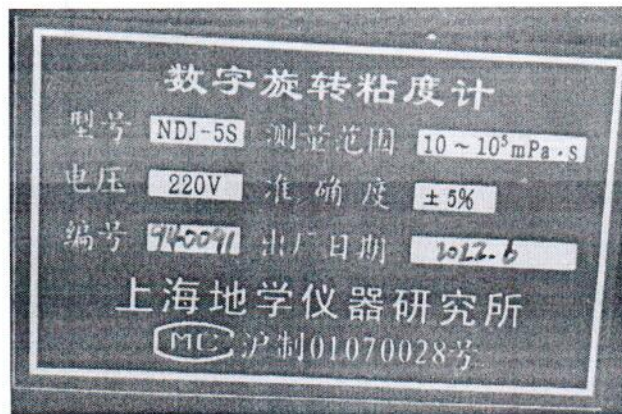 数字旋转粘度计
型号 NDJ-5S 测量范围 10～10⁵mPa·s
电压 220V 准确度 ±5%
编号 940091 出厂日期 2022.6
上海地学仪器研究所
MC 沪制01070028号